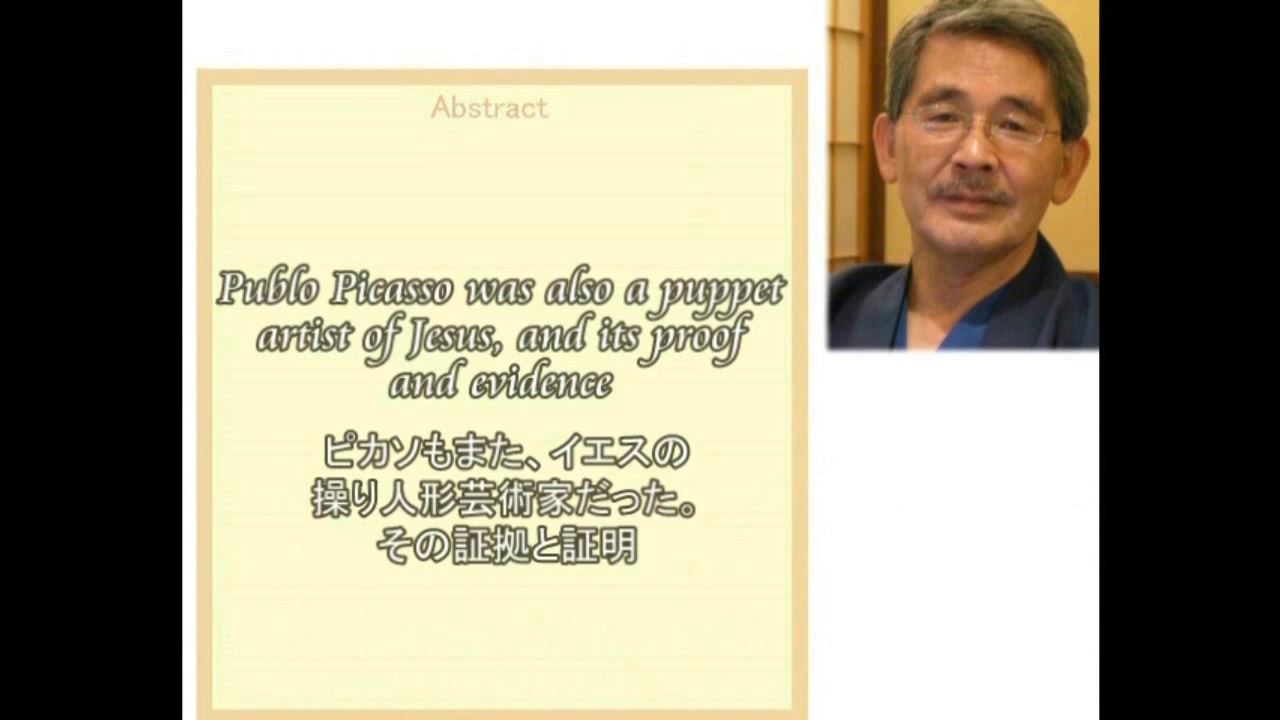 Abstract
Publo Picasso was also a puppet
artist of Jesus, and its proof
and evidence
ピカソもまた、イエスの
操り人形芸術家だった。
その証拠と証明